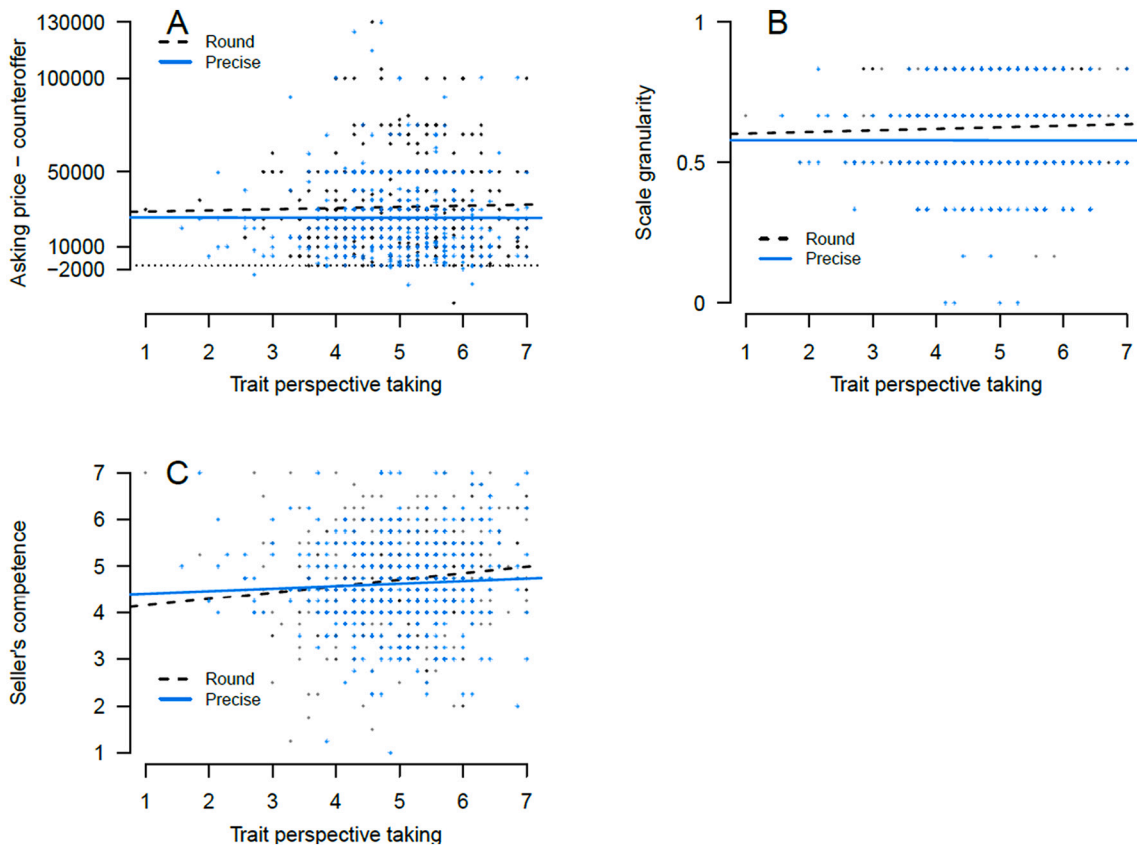 A
130000
100000
50000
10000
−2000
Asking price − counteroffer
Round
Precise
1 2 3 4 5 6 7
Trait perspective taking
B
1
0.5
0
Scale granularity
Round
Precise
1 2 3 4 5 6 7
Trait perspective taking
C
7
6
5
4
3
2
1
Seller's competence
Round
Precise
1 2 3 4 5 6 7
Trait perspective taking